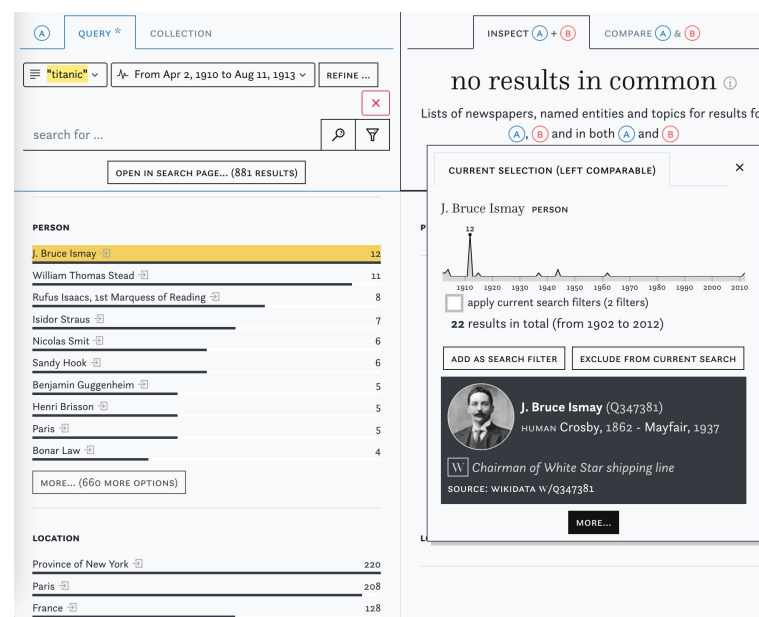 A QUERY * COLLECTION
"titanic" From Apr 2, 1910 to Aug 11, 1913 REFINE ...
search for ...
OPEN IN SEARCH PAGE... (881 RESULTS)
PERSON
J. Bruce Ismay 12
William Thomas Stead 11
Rufus Isaacs, 1st Marquess of Reading 8
Isidor Straus 7
Nicolas Smit 6
Sandy Hook 6
Benjamin Guggenheim 5
Henri Brisson 5
Paris 5
Bonar Law 4
MORE... (660 MORE OPTIONS)
LOCATION
Province of New York 220
Paris 208
France 128
INSPECT A + B COMPARE A & B
no results in common
Lists of newspapers, named entities and topics for results fo
A, B and in both A and B
P
L
CURRENT SELECTION (LEFT COMPARABLE)
J. Bruce Ismay PERSON
12
1910 1920 1930 1940 1950 1960 1970 1980 1990 2000 2010
apply current search filters (2 filters)
22 results in total (from 1902 to 2012)
ADD AS SEARCH FILTER EXCLUDE FROM CURRENT SEARCH
J. Bruce Ismay (Q347381)
HUMAN Crosby, 1862 - Mayfair, 1937
W Chairman of White Star shipping line
SOURCE: WIKIDATA W/Q347381
MORE...